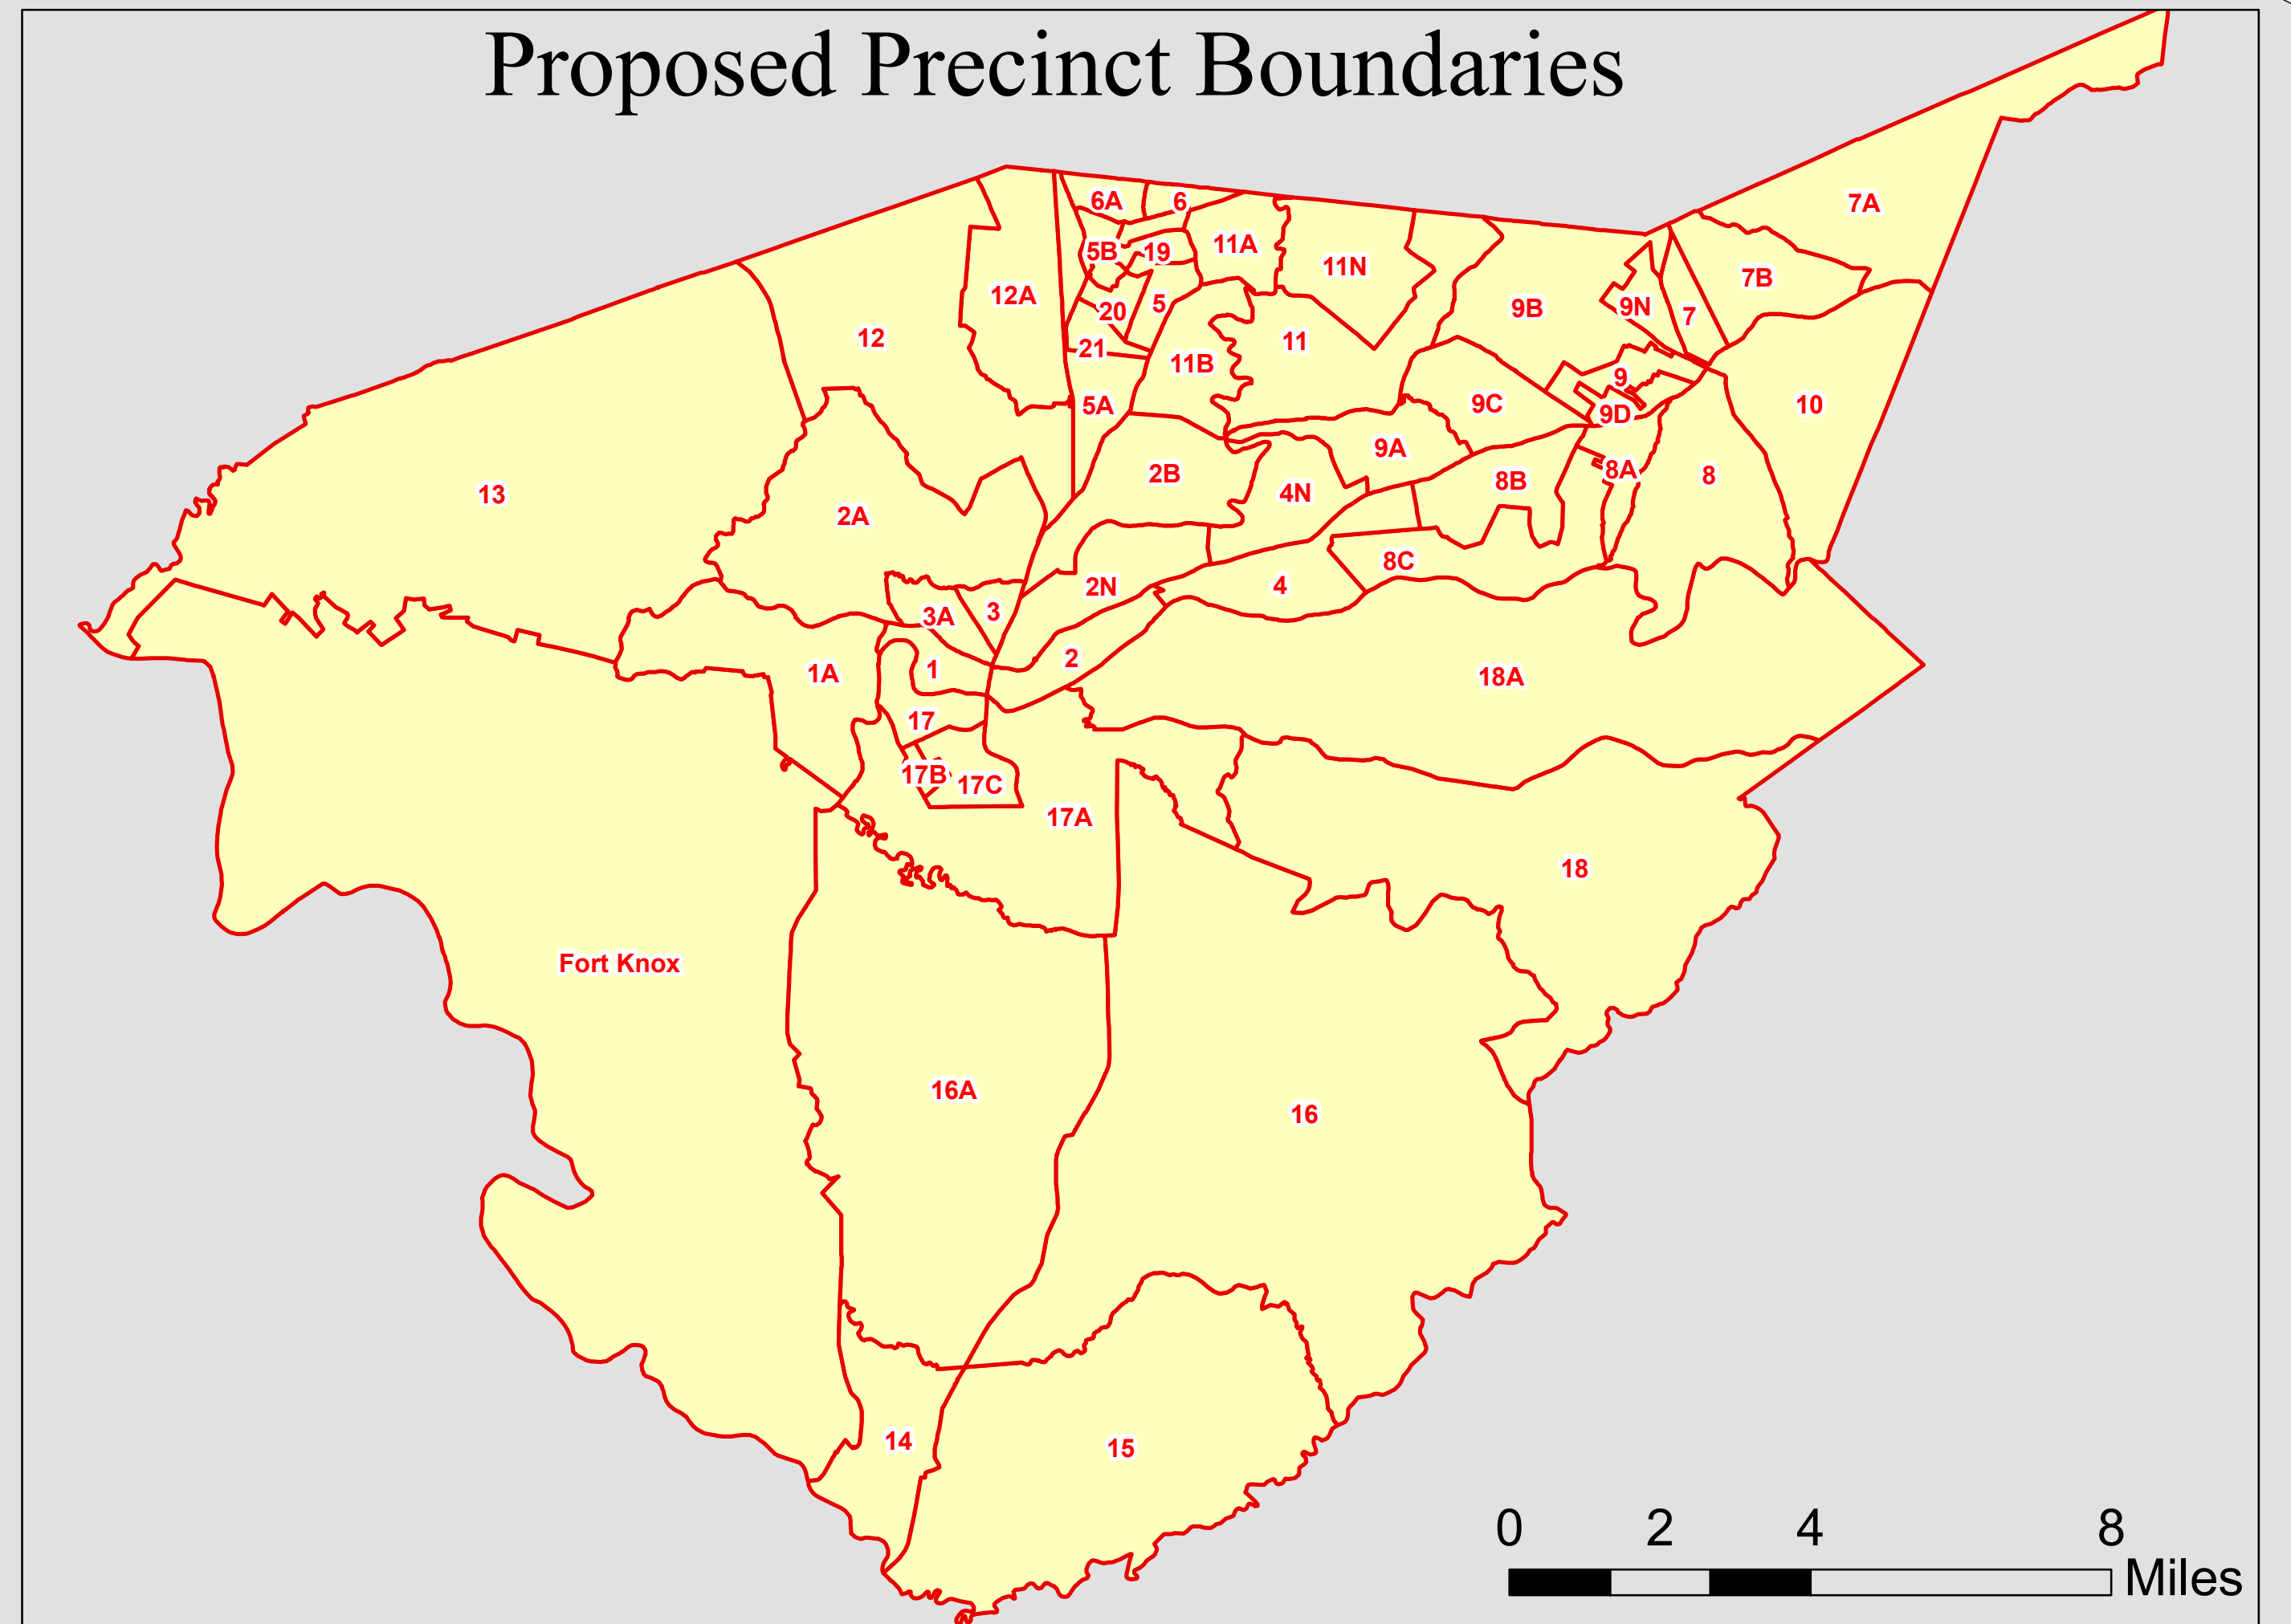 Proposed Precinct Boundaries
6A
6
7A
5B
19
11A
11N
7B
12A
20
5
9B
9N
7
12
21
11B
11
9
5A
9C
9D
10
13
2B
9A
8A
8
2A
4N
8B
8C
2N
4
3A
3
1A
1
2
18A
17
17B
17C
17A
18
Fort Knox
16A
16
14
15
0 2 4 8
Miles